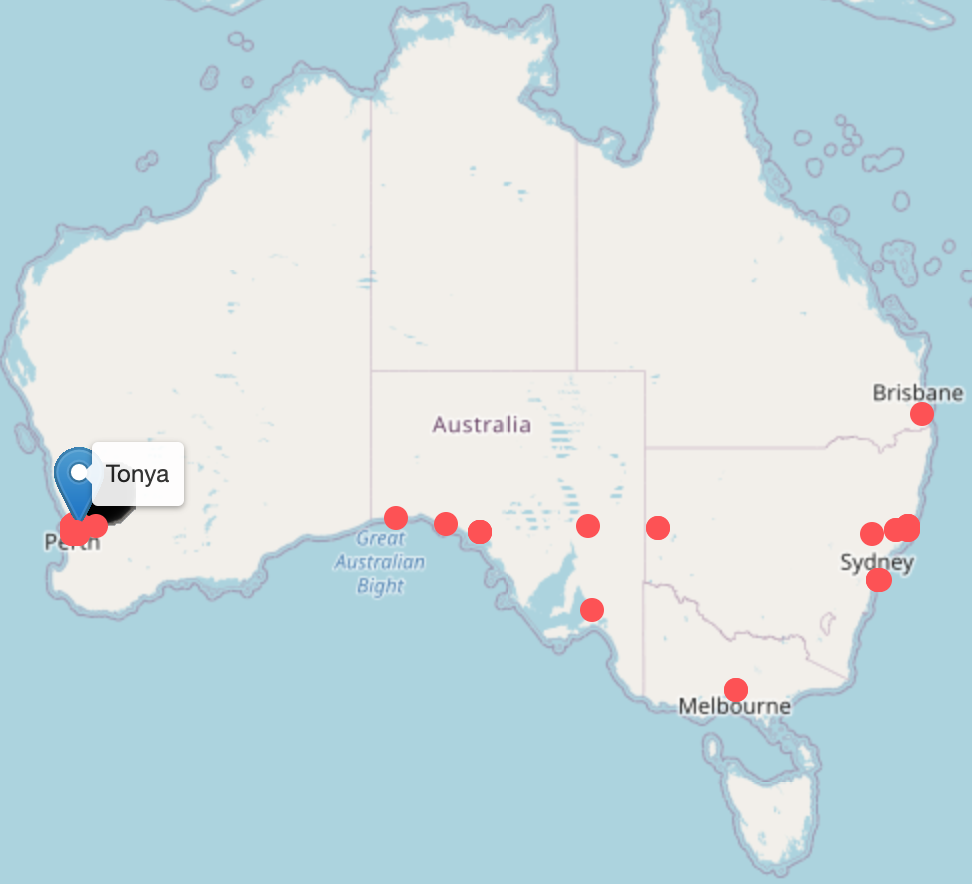 Brisbane
Australia
Tonya
Perth
Great
Australian
Bight
Sydney
Melbourne